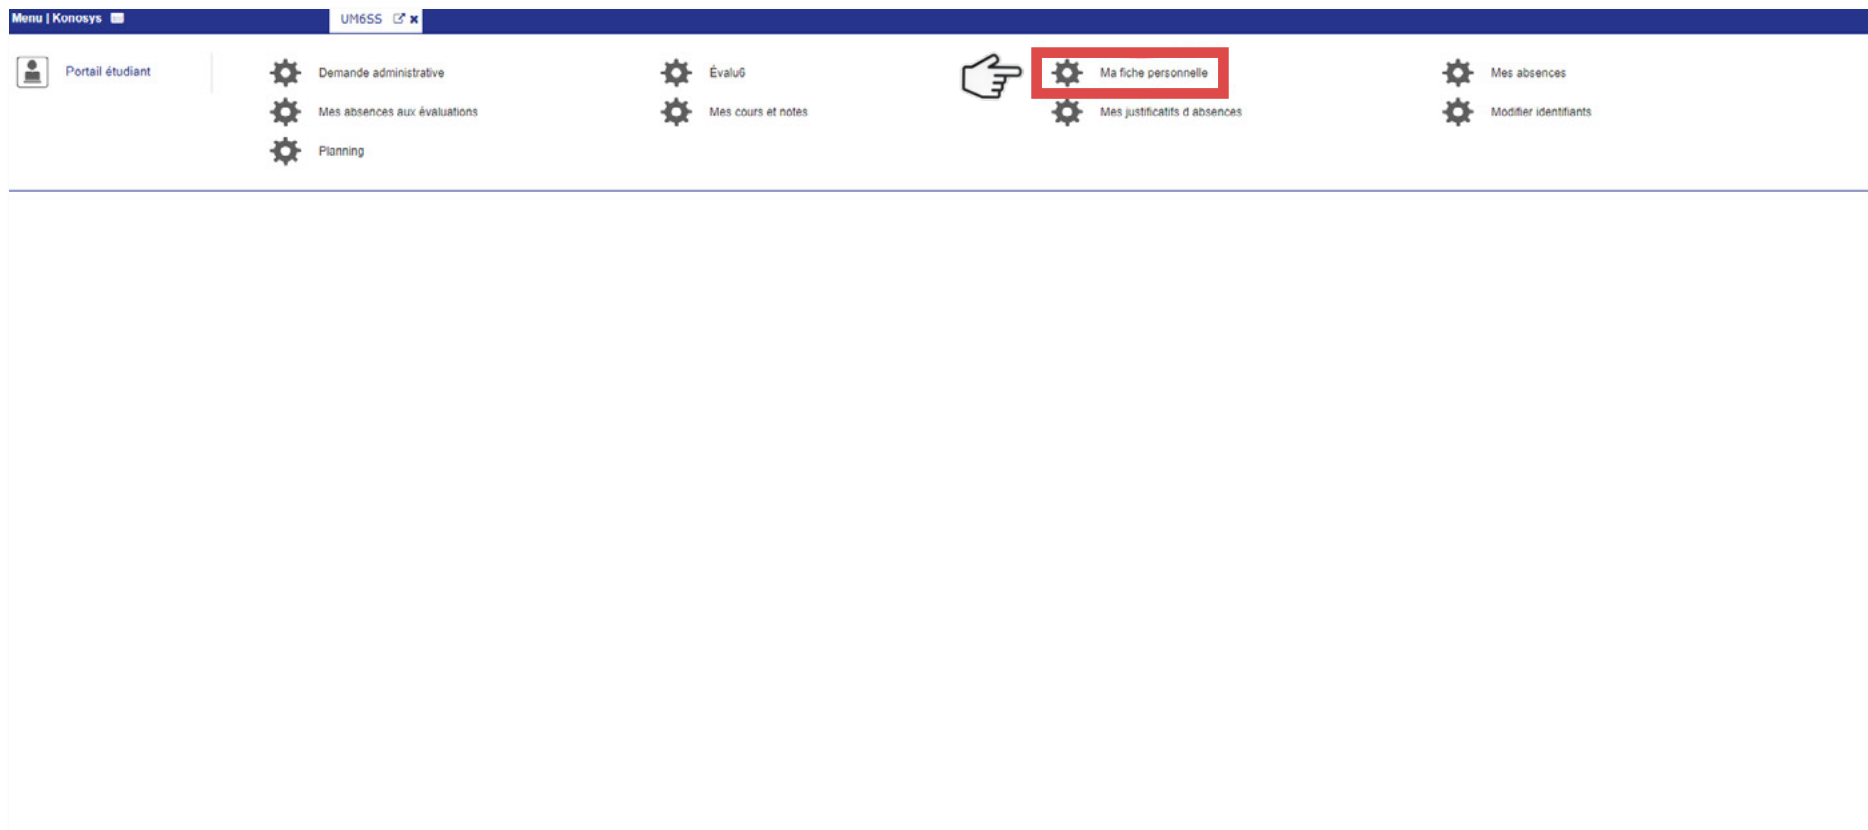 Menu | Konosys
UM6SS
Portail étudiant
Demande administrative
Évalu6
Ma fiche personnelle
Mes absences
Mes absences aux évaluations
Mes cours et notes
Mes justificatifs d absences
Modifier identifiants
Planning